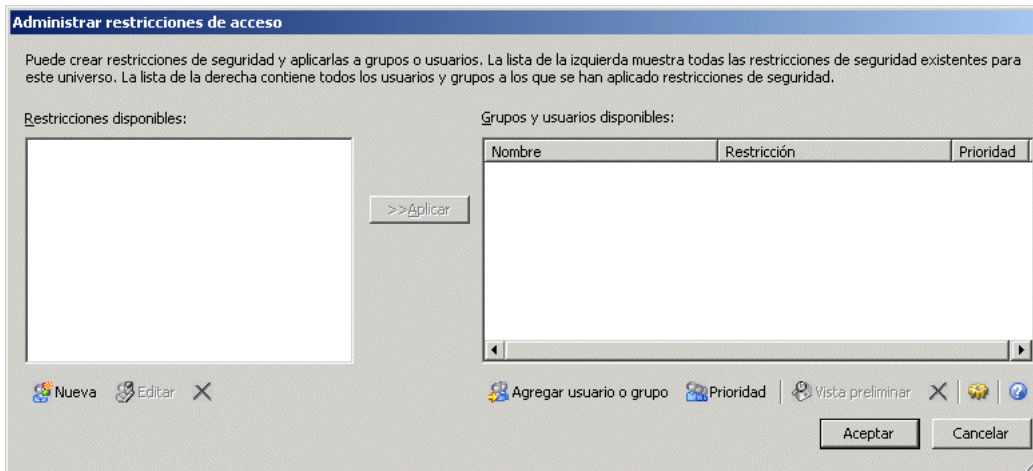 Administrar restricciones de acceso
Puede crear restricciones de seguridad y aplicarlas a grupos o usuarios. La lista de la izquierda muestra todas las restricciones de seguridad existentes para
este universo. La lista de la derecha contiene todos los usuarios y grupos a los que se han aplicado restricciones de seguridad.
Restricciones disponibles:
Grupos y usuarios disponibles:
Nombre Restricción Prioridad
>>Aplicar
Nueva Editar
Agregar usuario o grupo Prioridad Vista preliminar
Aceptar Cancelar